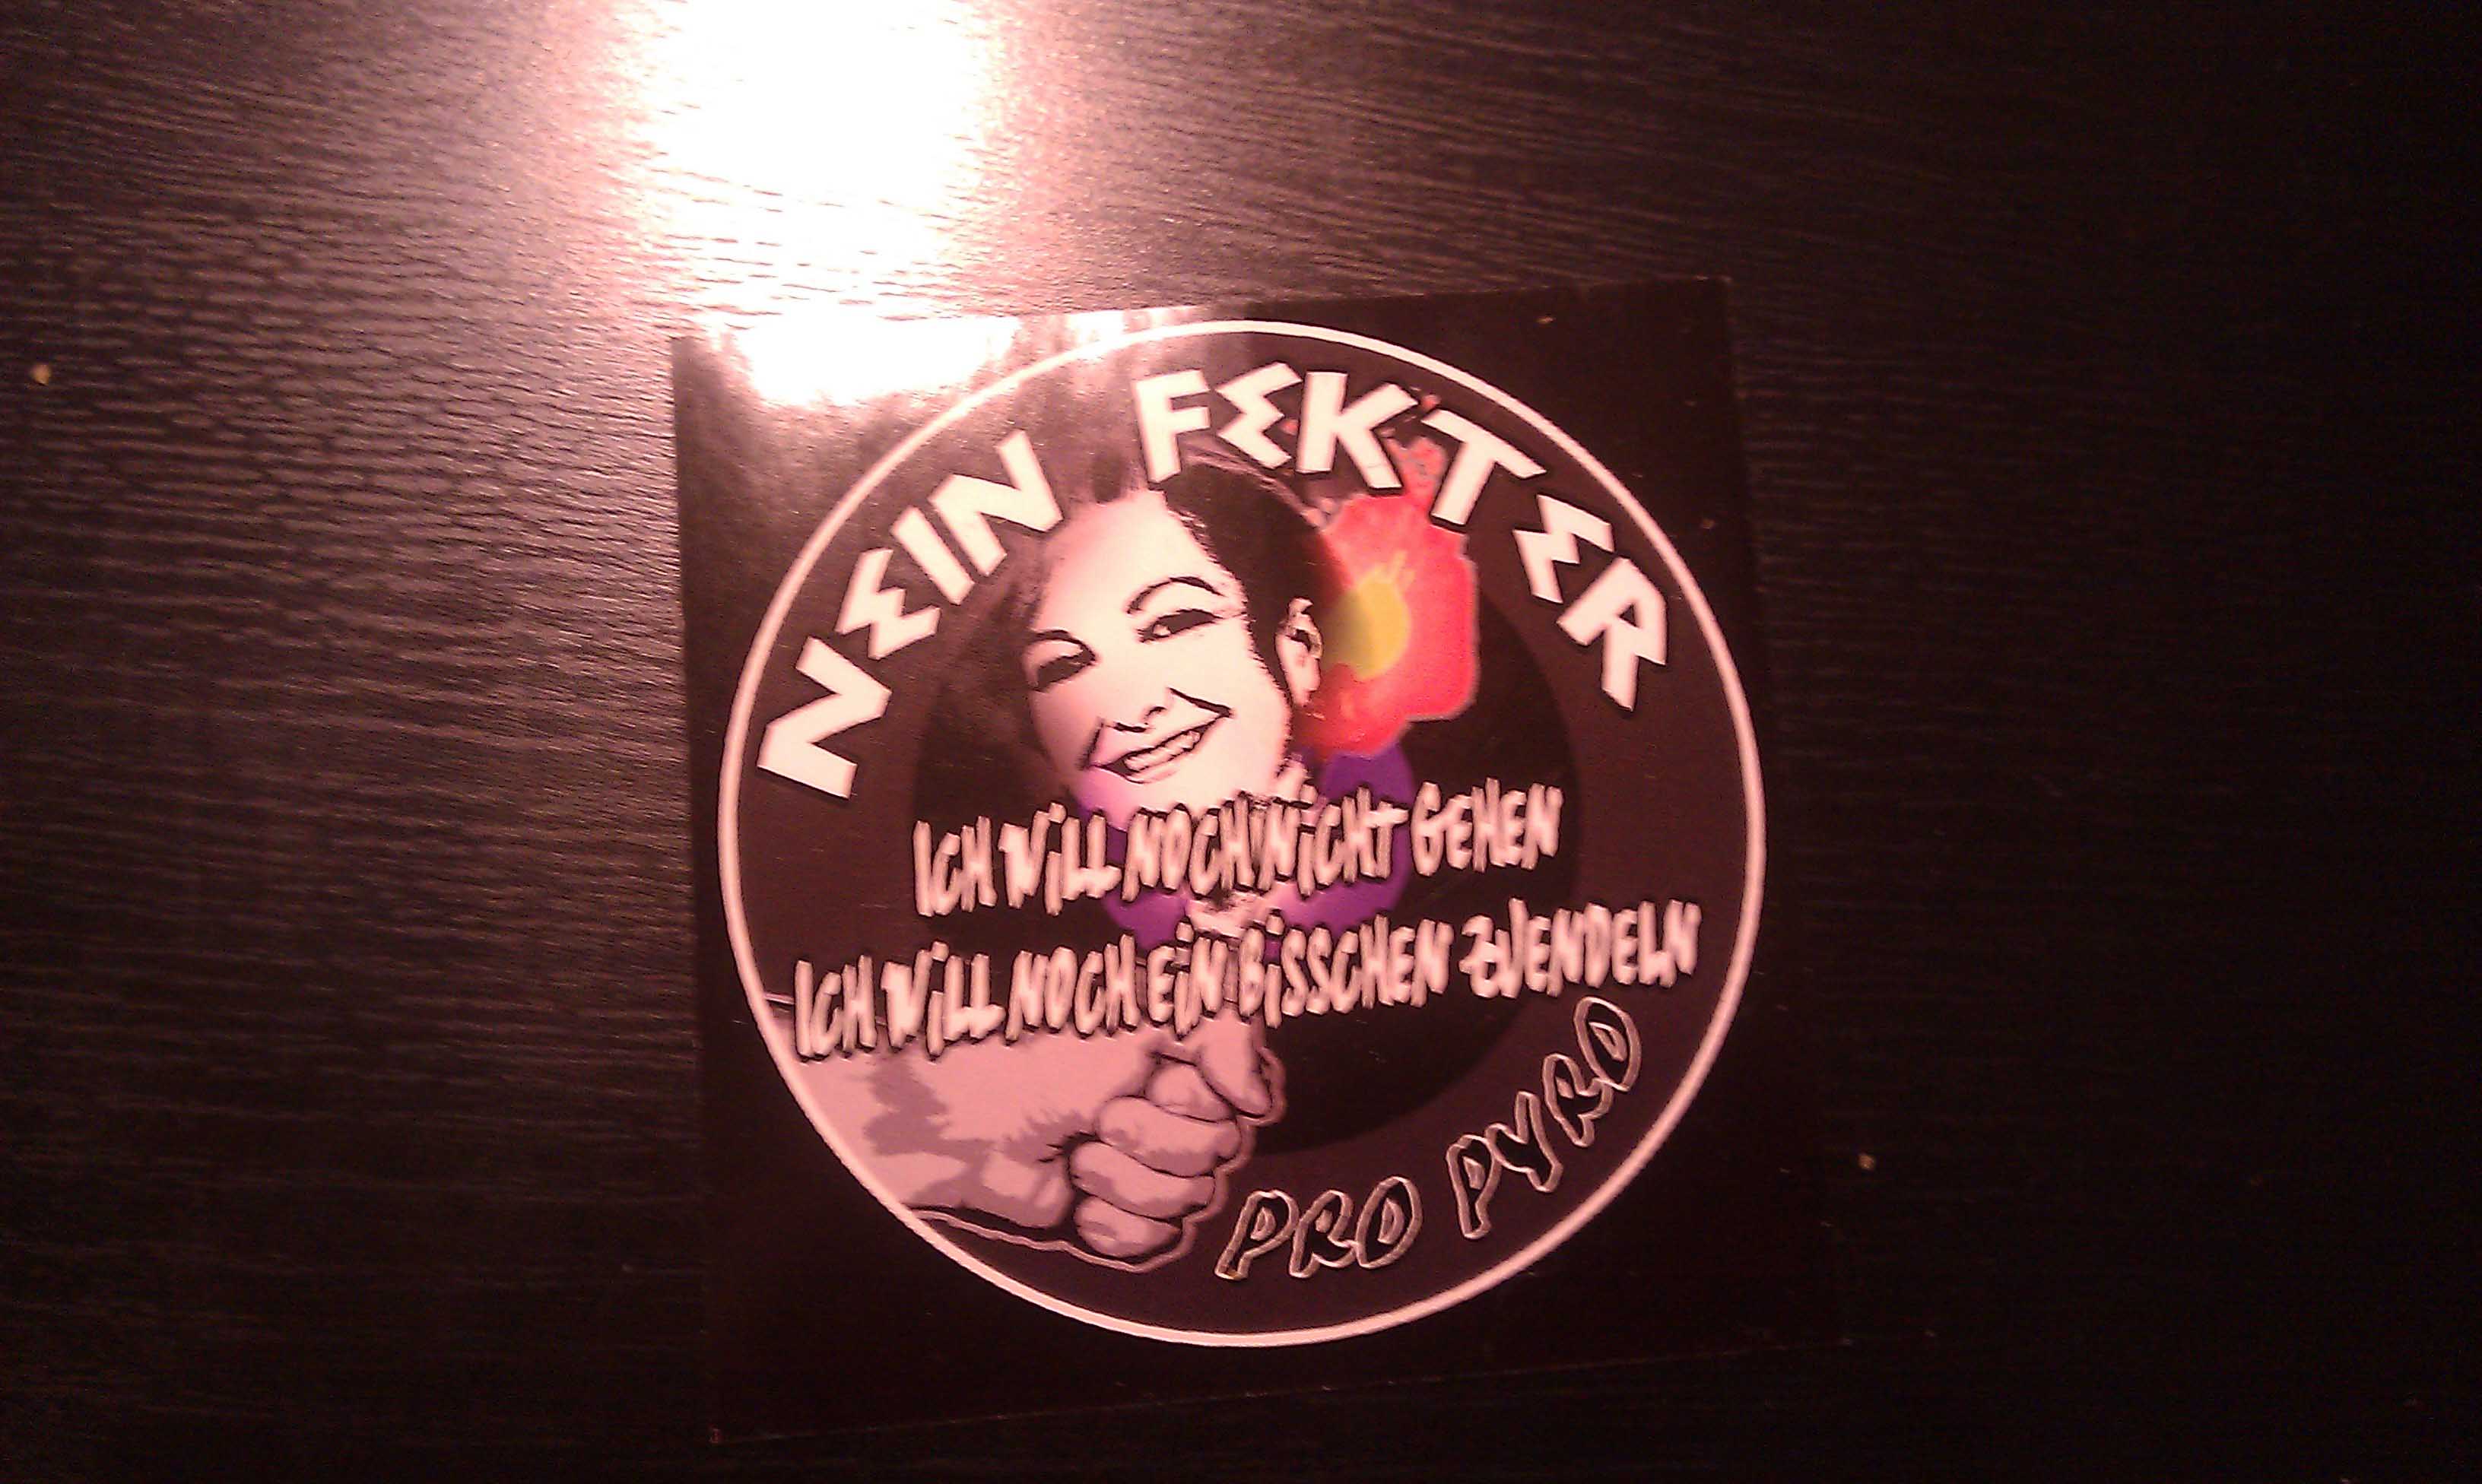 NEIN FEKTER
ICH WILL NOCH NICHT GEHEN
ICH WILL NOCH EIN BISSCHEN ZÜNDELN
PRO PYRO